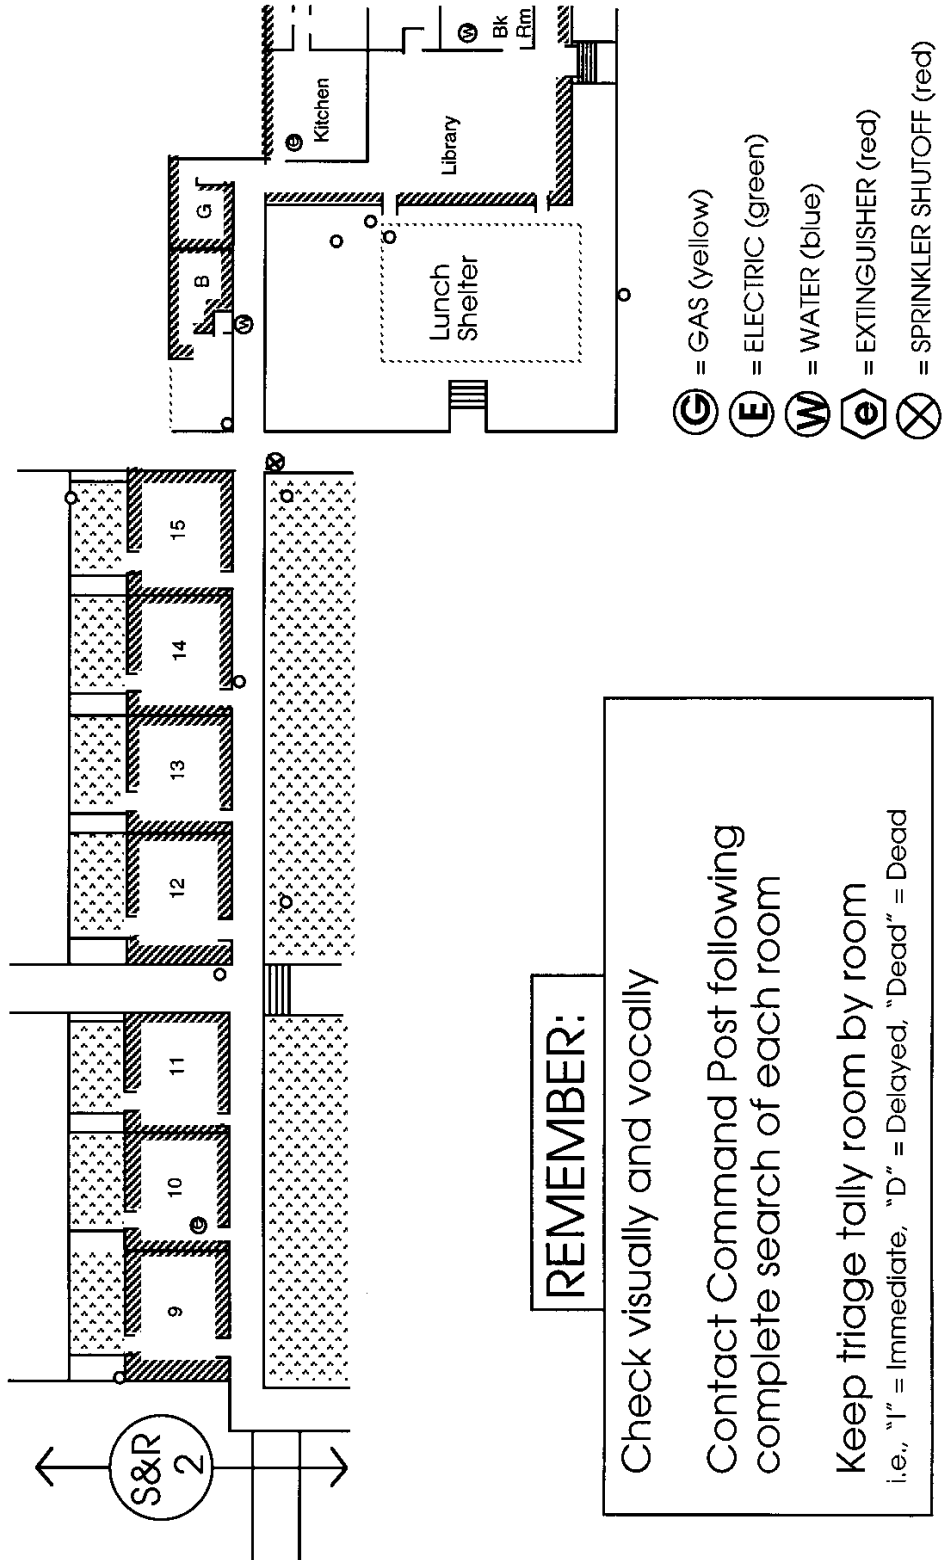 S&R
2
9
10
11
12
13
14
15
B
G
W
Lunch
Shelter
Library
e
Kitchen
W
Bk
Rm
REMEMBER:
Check visually and vocally
Contact Command Post following
complete search of each room
Keep triage tally room by room
i.e., "I" = Immediate, "D" = Delayed, "Dead" = Dead
G = GAS (yellow)
E = ELECTRIC (green)
W = WATER (blue)
e = EXTINGUISHER (red)
= SPRINKLER SHUTOFF (red)
e